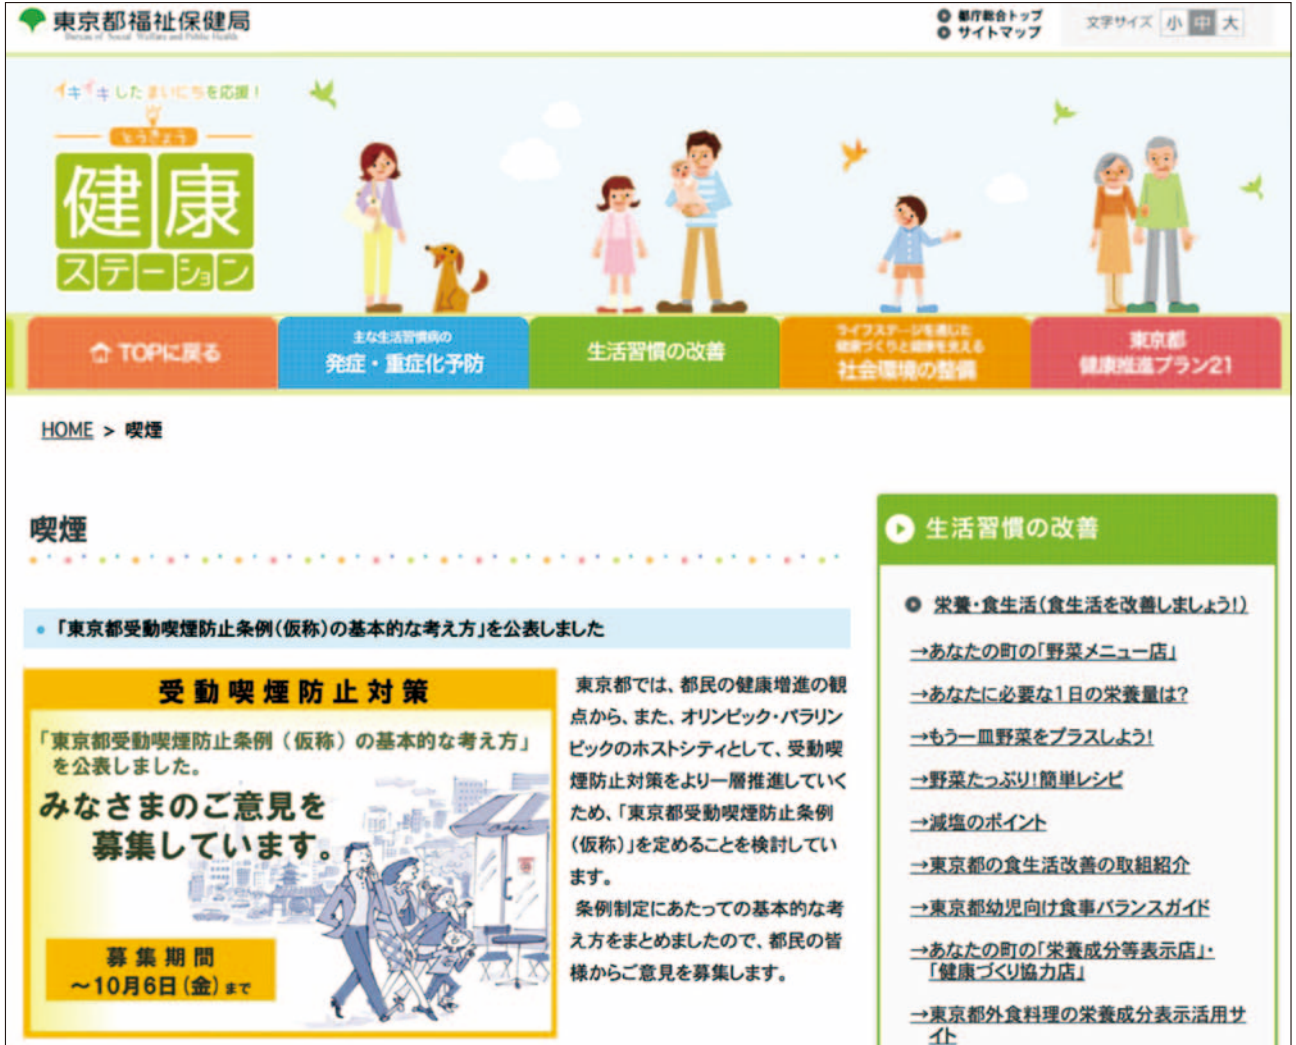 東京都福祉保健局
Bureau of Social Welfare and Public Health
都庁総合トップ
サイトマップ
文字サイズ 小 中 大
イキイキしたまいにちを応援！
とうきょう
健康
ステーション
TOPに戻る
主な生活習慣病の
発症・重症化予防
生活習慣の改善
ライフステージを通じた
健康づくりと健康を支える
社会環境の整備
東京都
健康推進プラン21
HOME > 喫煙
喫煙
「東京都受動喫煙防止条例(仮称)の基本的な考え方」を公表しました
受動喫煙防止対策
「東京都受動喫煙防止条例（仮称）の基本的な考え方」
を公表しました。
みなさまのご意見を
募集しています。
Cafe
募集期間
～10月6日(金)まで
東京都では、都民の健康増進の観
点から、また、オリンピック・パラリン
ピックのホストシティとして、受動喫
煙防止対策をより一層推進していく
ため、「東京都受動喫煙防止条例
(仮称)」を定めることを検討してい
ます。
条例制定にあたっての基本的な考
え方をまとめましたので、都民の皆
様からご意見を募集します。
生活習慣の改善
栄養・食生活(食生活を改善しましょう!)
→あなたの町の「野菜メニュー店」
→あなたに必要な1日の栄養量は?
→もう一皿野菜をプラスしよう!
→野菜たっぷり!簡単レシピ
→減塩のポイント
→東京都の食生活改善の取組紹介
→東京都幼児向け食事バランスガイド
→あなたの町の「栄養成分等表示店」・
「健康づくり協力店」
→東京都外食料理の栄養成分表示活用サ
イト